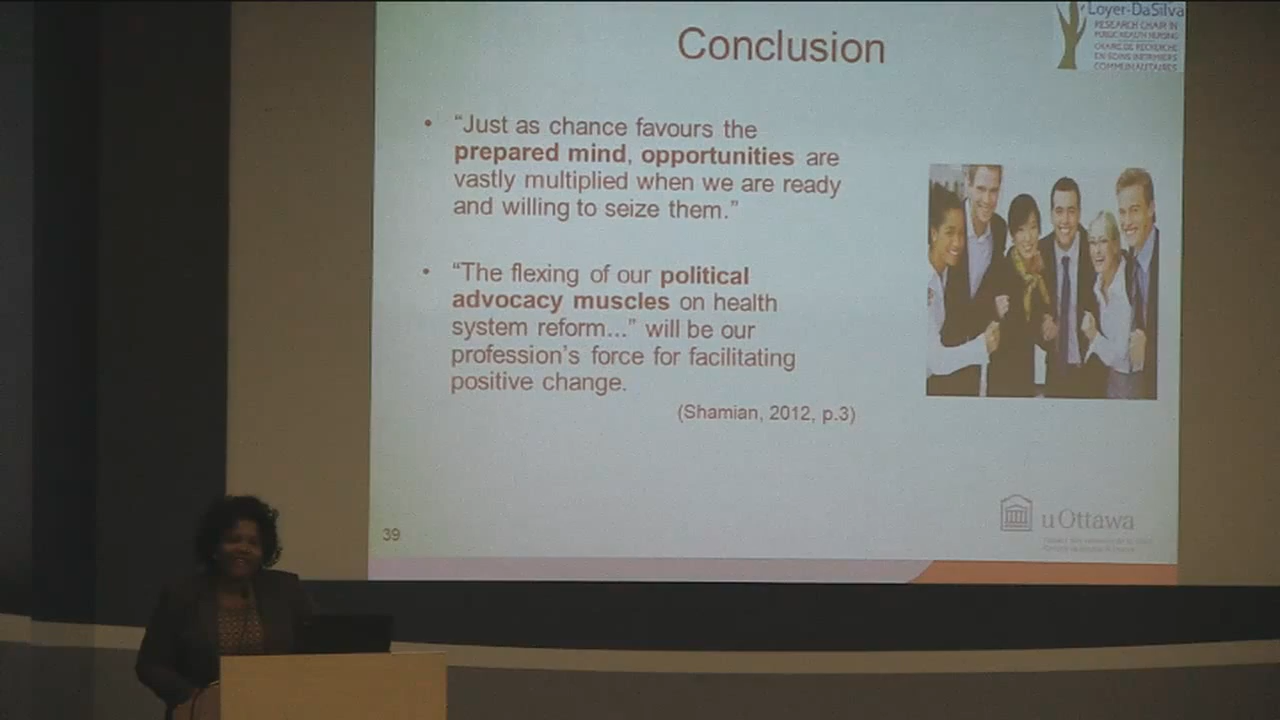 Conclusion
Loyer-DaSilva
RESEARCH CHAIR IN
PUBLIC HEALTH NURSING
CHAIRE DE RECHERCHE
EN SOINS INFIRMIERS
COMMUNAUTAIRES
• “Just as chance favours the
prepared mind, opportunities are
vastly multiplied when we are ready
and willing to seize them.”
• “The flexing of our political
advocacy muscles on health
system reform...” will be our
profession’s force for facilitating
positive change.
(Shamian, 2012, p.3)
39
uOttawa